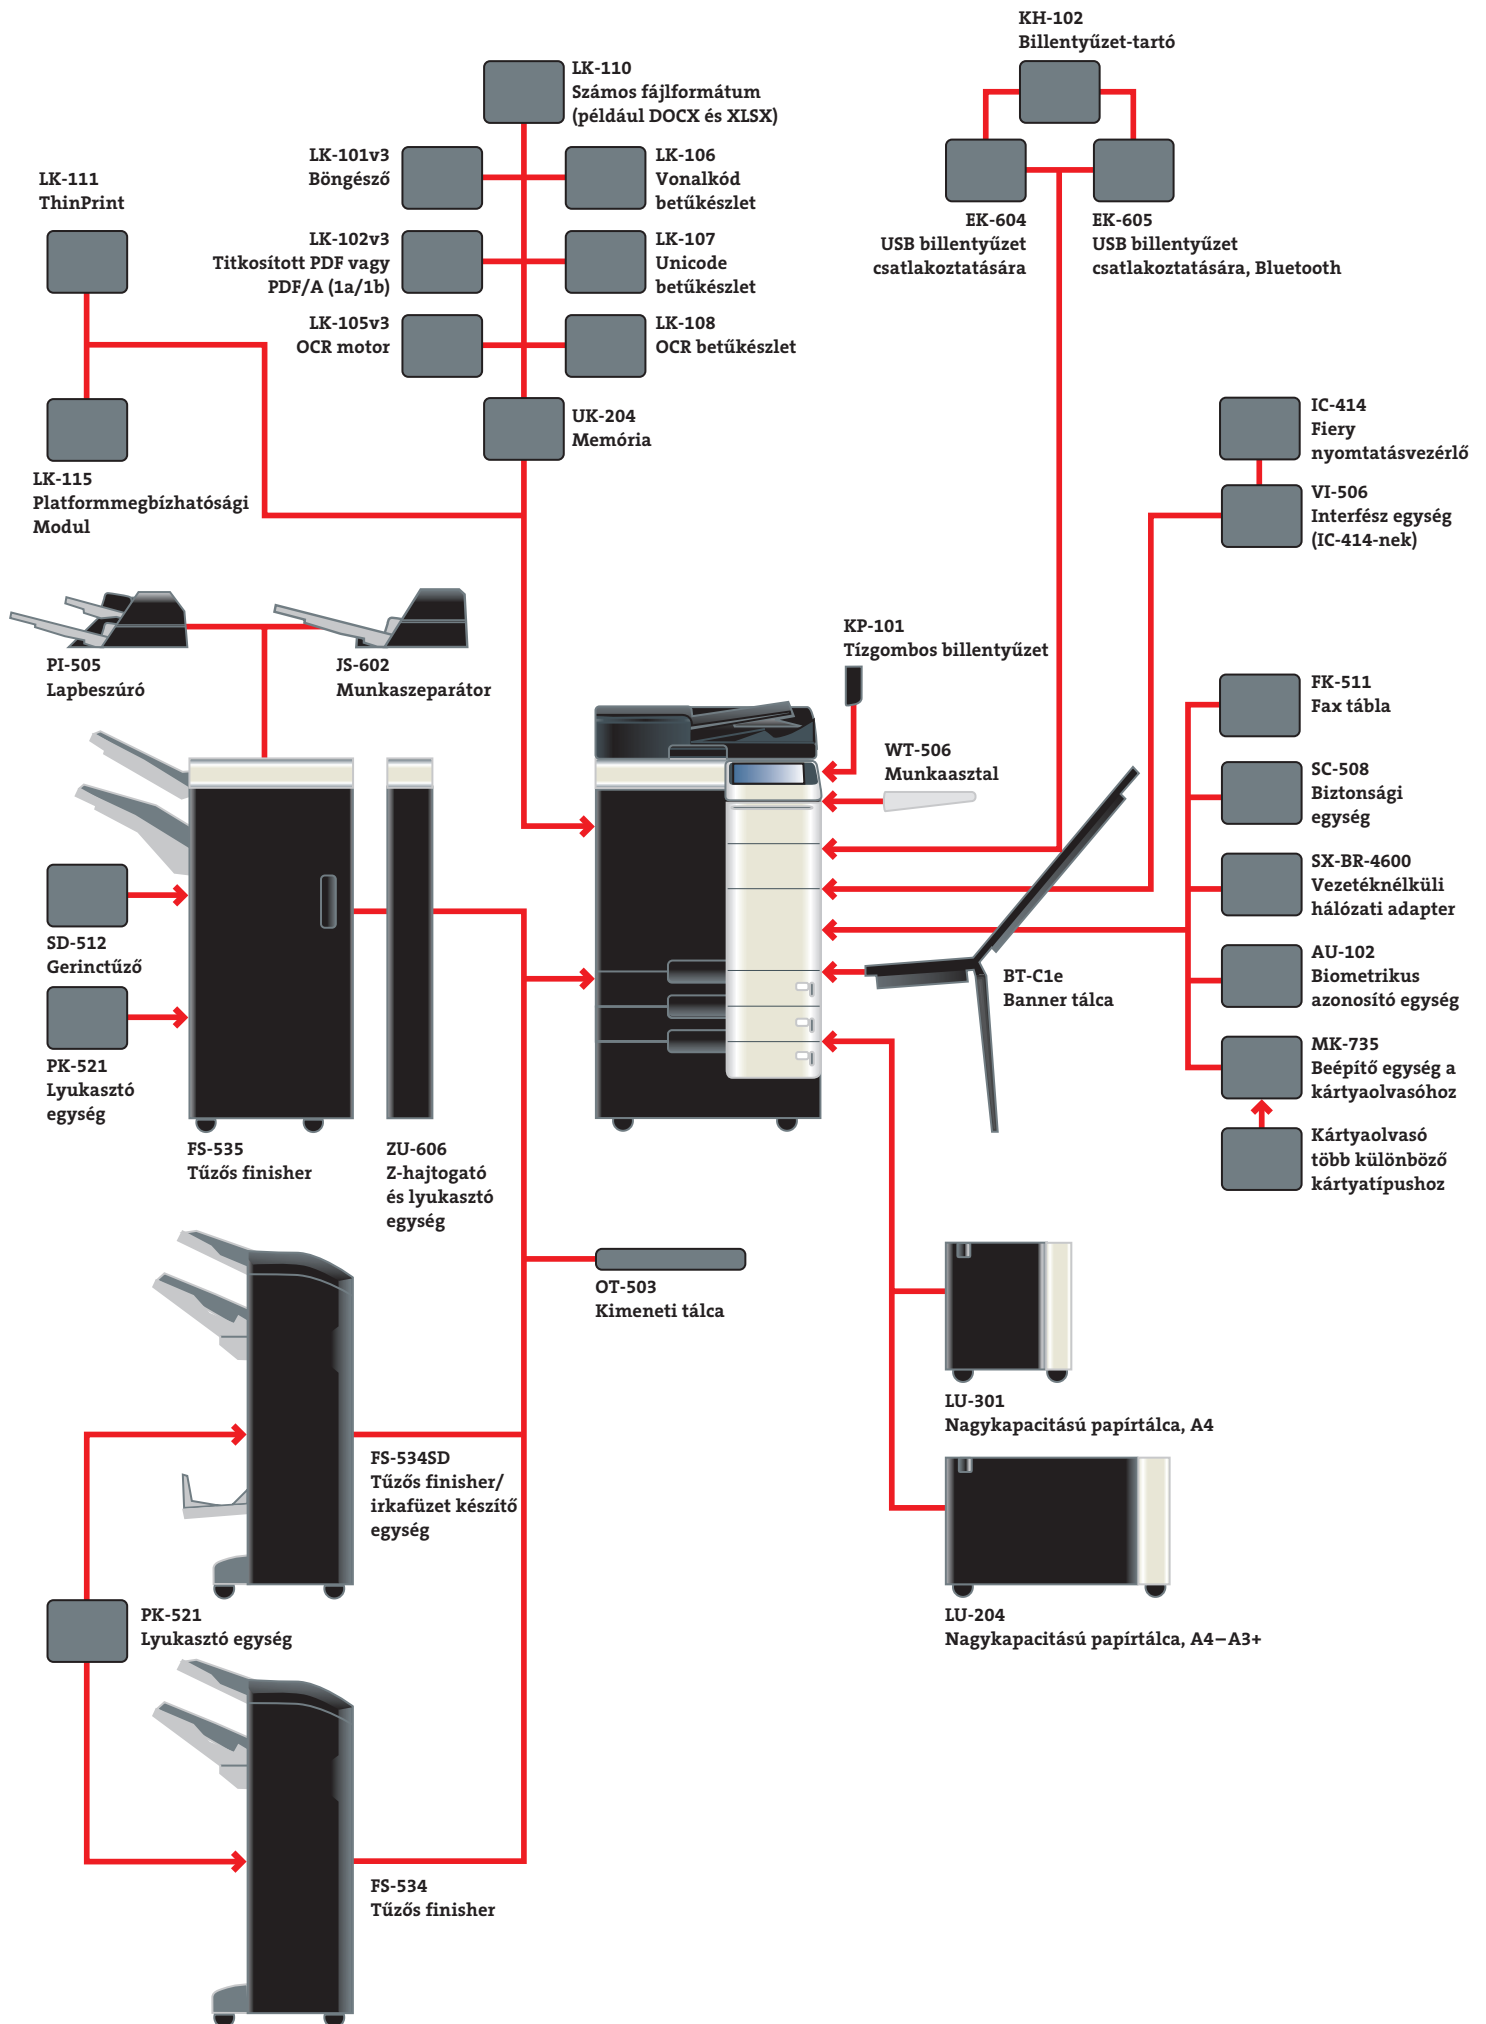 KH-102
Billentyűzet-tartó
LK-110
Számos fájlformátum
(például DOCX és XLSX)
LK-101v3
Böngésző
LK-106
Vonalkód
betűkészlet
LK-111
ThinPrint
EK-604
USB billentyűzet
csatlakoztatására
EK-605
USB billentyűzet
csatlakoztatására, Bluetooth
LK-102v3
Titkosított PDF vagy
PDF/A (1a/1b)
LK-107
Unicode
betűkészlet
LK-105v3
OCR motor
LK-108
OCR betűkészlet
UK-204
Memória
IC-414
Fiery
nyomtatásvezérlő
LK-115
Platformmegbízhatósági
Modul
VI-506
Interfész egység
(IC-414-nek)
PI-505
Lapbeszúró
JS-602
Munkaszeparátor
KP-101
Tízgombos billentyűzet
FK-511
Fax tábla
WT-506
Munkaasztal
SC-508
Biztonsági
egység
SX-BR-4600
Vezetéknélküli
hálózati adapter
SD-512
Gerinctűző
AU-102
Biometrikus
azonosító egység
BT-C1e
Banner tálca
PK-521
Lyukasztó
egység
MK-735
Beépítő egység a
kártyaolvasóhoz
FS-535
Tűzős finisher
ZU-606
Z-hajtogató
és lyukasztó
egység
Kártyaolvasó
több különböző
kártyatípushoz
OT-503
Kimeneti tálca
LU-301
Nagykapacitású papírtálca, A4
FS-534SD
Tűzős finisher/
irkafüzet készítő
egység
PK-521
Lyukasztó egység
LU-204
Nagykapacitású papírtálca, A4–A3+
FS-534
Tűzős finisher